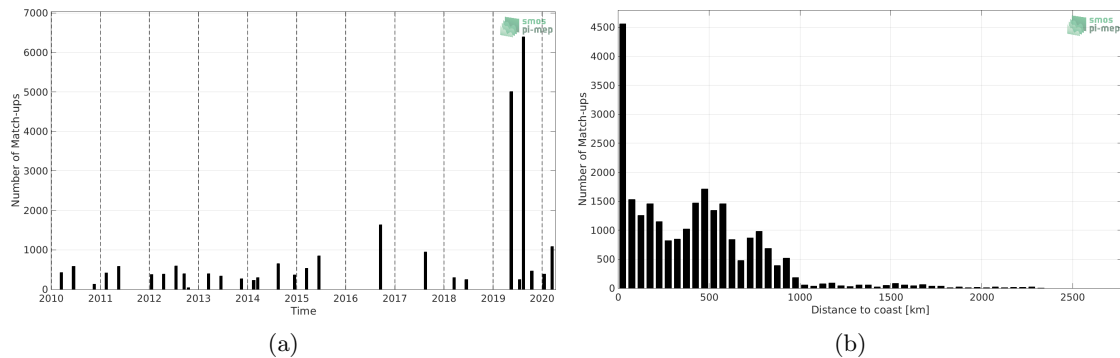 smos
pi-mep
7000
6000
5000
4000
3000
2000
1000
0
Number of Match-ups
2010 2011 2012 2013 2014 2015 2016 2017 2018 2019 2020
Time
(a)
smos
pi-mep
4500
4000
3500
3000
2500
2000
1500
1000
500
0
Number of Match-ups
0 500 1000 1500 2000 2500
Distance to coast [km]
(b)